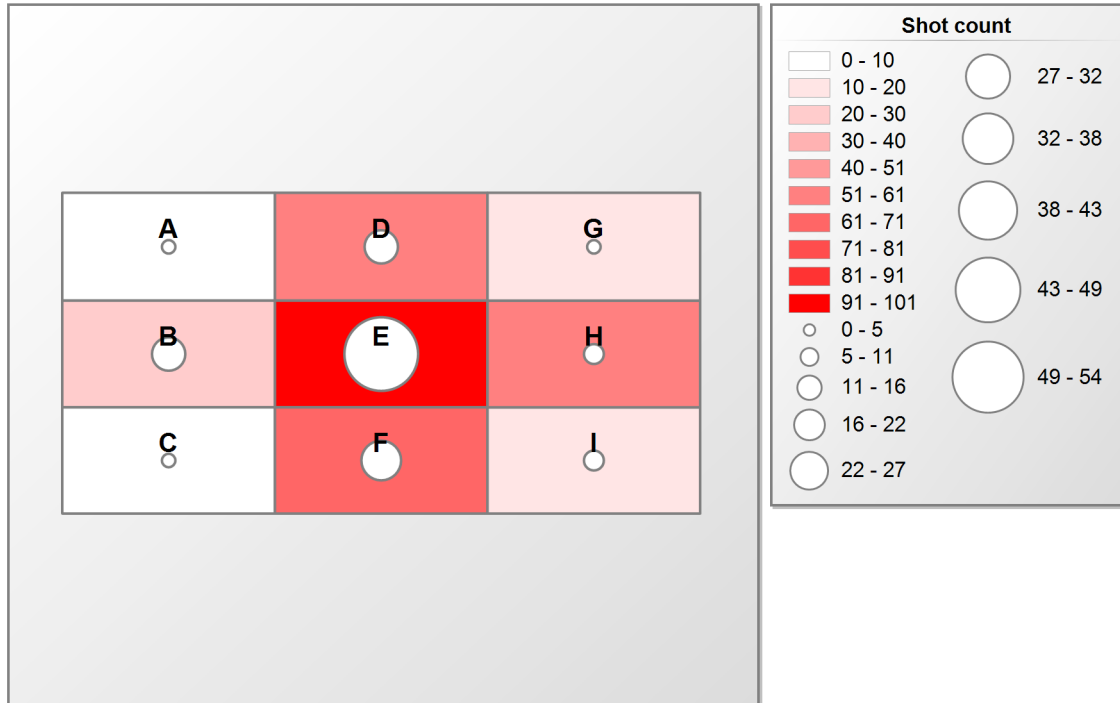 Shot count
0 - 10
10 - 20
20 - 30
30 - 40
40 - 51
51 - 61
61 - 71
71 - 81
81 - 91
91 - 101
0 - 5
5 - 11
11 - 16
16 - 22
22 - 27
27 - 32
32 - 38
38 - 43
43 - 49
49 - 54
A
D
G
B
E
H
C
F
I